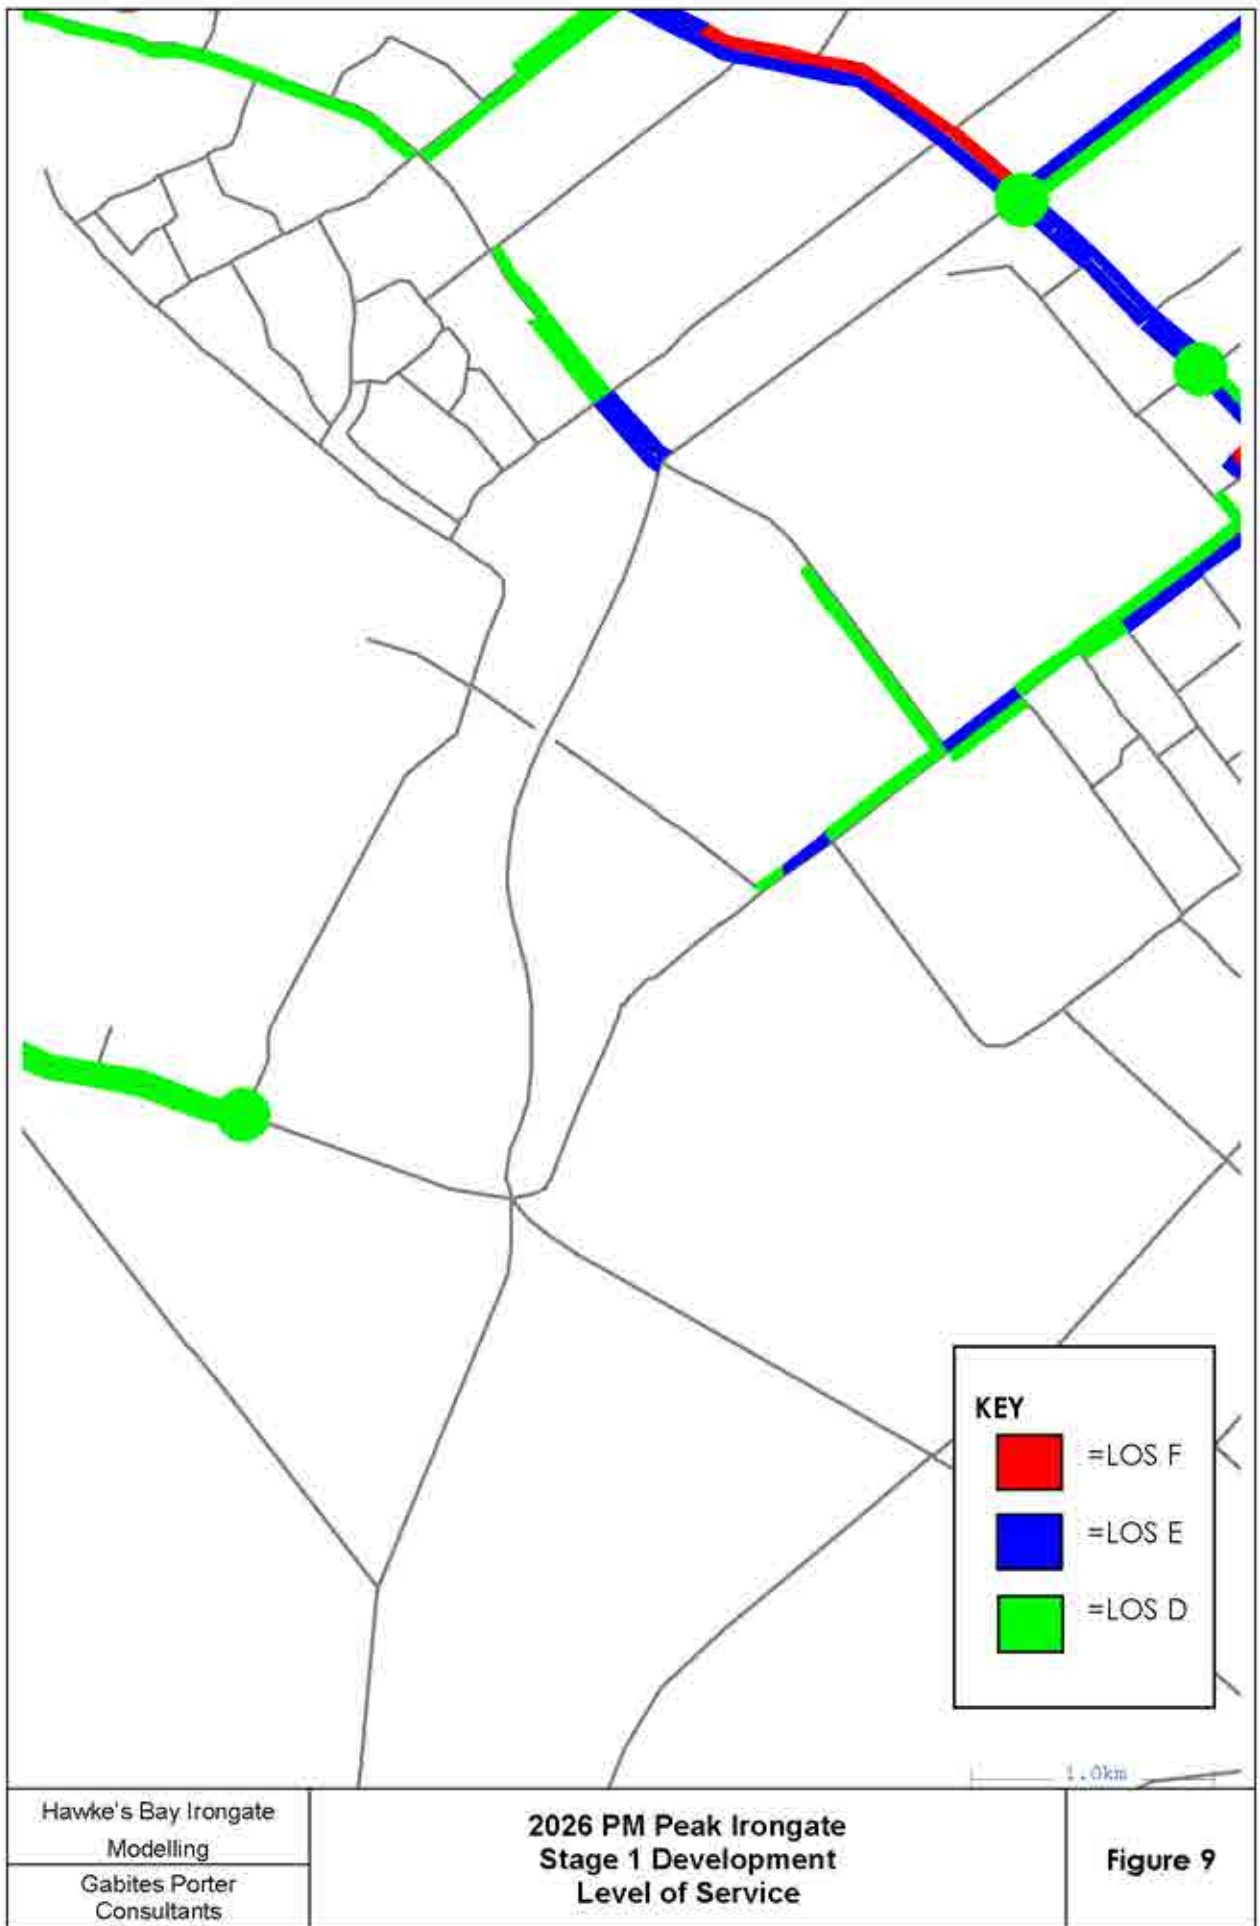 KEY
=LOS F
=LOS E
=LOS D
1.0km
Hawke's Bay Irongate
Modelling
Gabites Porter
Consultants
2026 PM Peak Irongate
Stage 1 Development
Level of Service
Figure 9